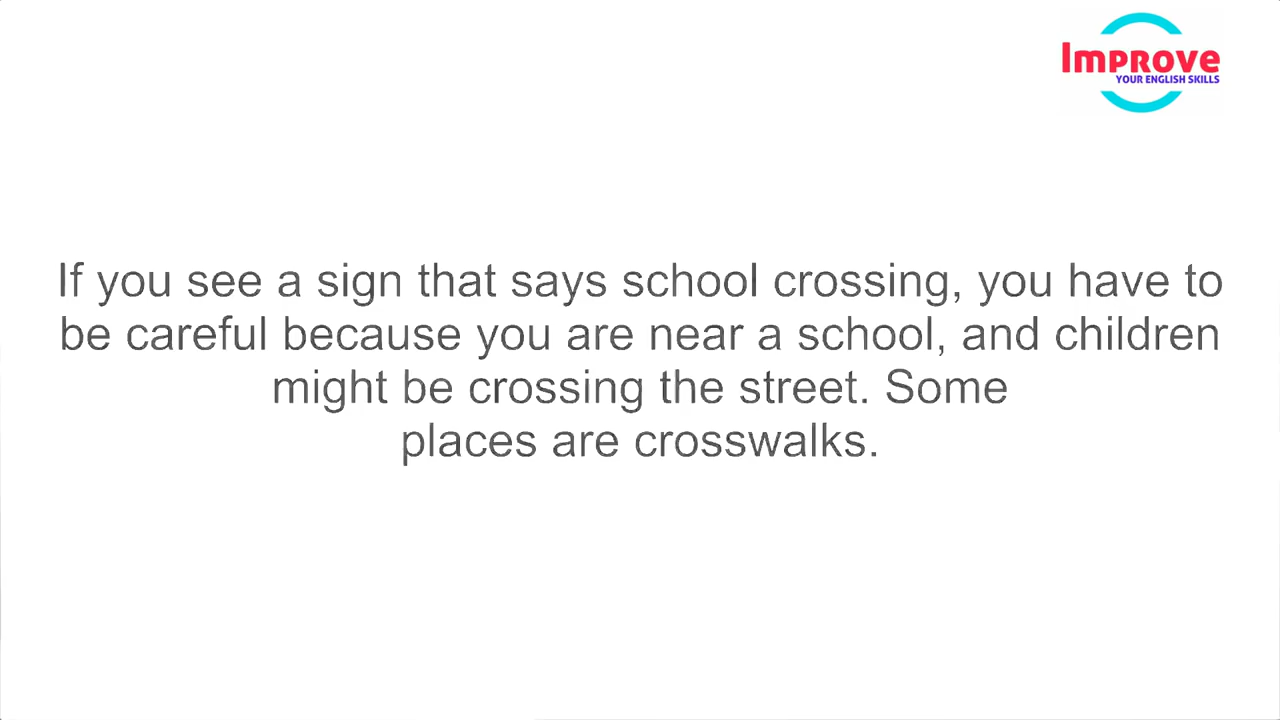 Improve
YOUR ENGLISH SKILLS
If you see a sign that says school crossing, you have to
be careful because you are near a school, and children
might be crossing the street. Some
places are crosswalks.